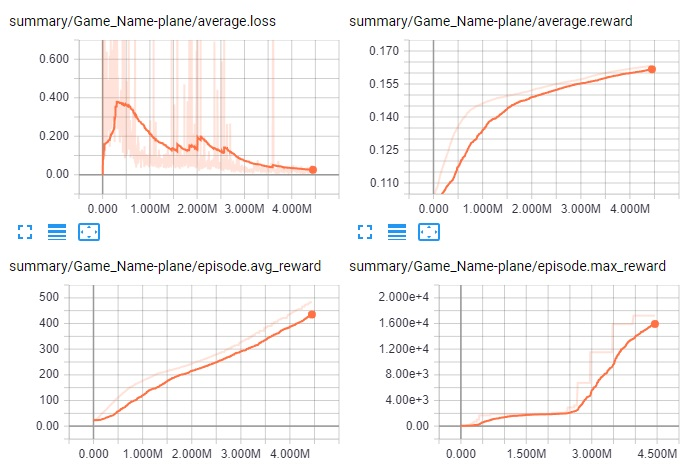 summary/Game_Name-plane/average.loss
0.600
0.400
0.200
0.00
0.000 1.000M 2.000M 3.000M 4.000M
summary/Game_Name-plane/average.reward
0.170
0.155
0.140
0.125
0.110
0.000 1.000M 2.000M 3.000M 4.000M
summary/Game_Name-plane/episode.avg_reward
500
400
300
200
100
0.00
0.000 1.000M 2.000M 3.000M 4.000M
summary/Game_Name-plane/episode.max_reward
2.000e+4
1.600e+4
1.200e+4
8.00e+3
4.00e+3
0.00
0.000 1.500M 3.000M 4.500M